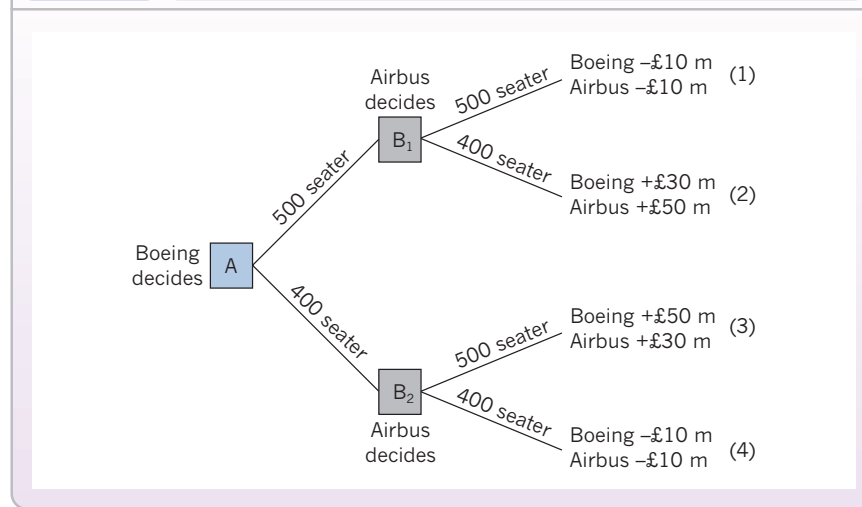 Boeing
decides
A
500 seater
400 seater
Airbus
decides
B₁
500 seater
400 seater
Boeing –£10 m
Airbus –£10 m
(1)
Boeing +£30 m
Airbus +£50 m
(2)
B₂
Airbus
decides
500 seater
400 seater
Boeing +£50 m
Airbus +£30 m
(3)
Boeing –£10 m
Airbus –£10 m
(4)